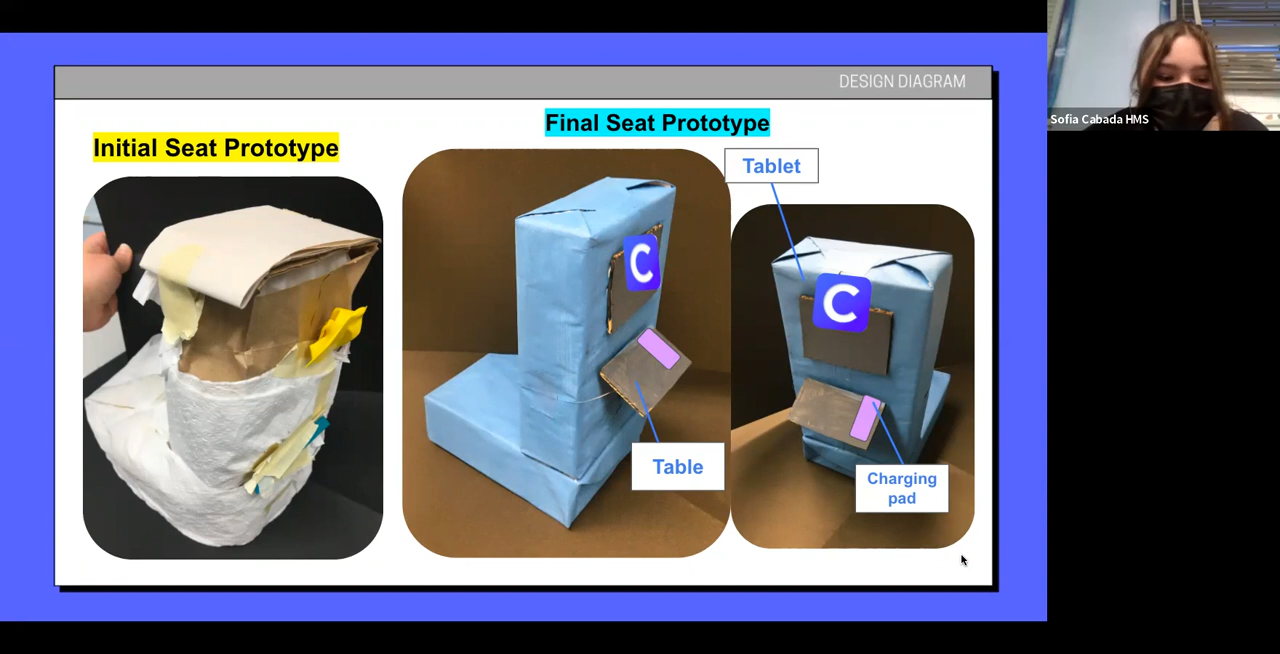 DESIGN DIAGRAM
Initial Seat Prototype
Final Seat Prototype
Tablet
C
C
Table
Charging
pad
Sofia Cabada HMS